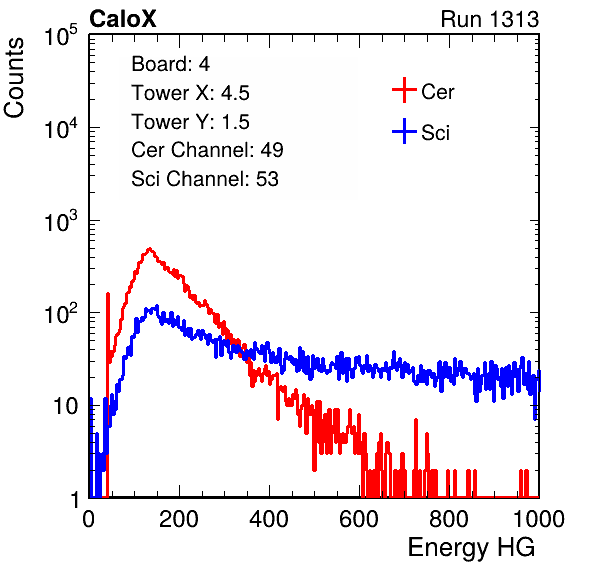 CaloX Run 1313
Counts
Board: 4
Tower X: 4.5
Tower Y: 1.5
Cer Channel: 49
Sci Channel: 53
Cer
Sci
10^5
10^4
10^3
10^2
10
1
0 200 400 600 800 1000
Energy HG